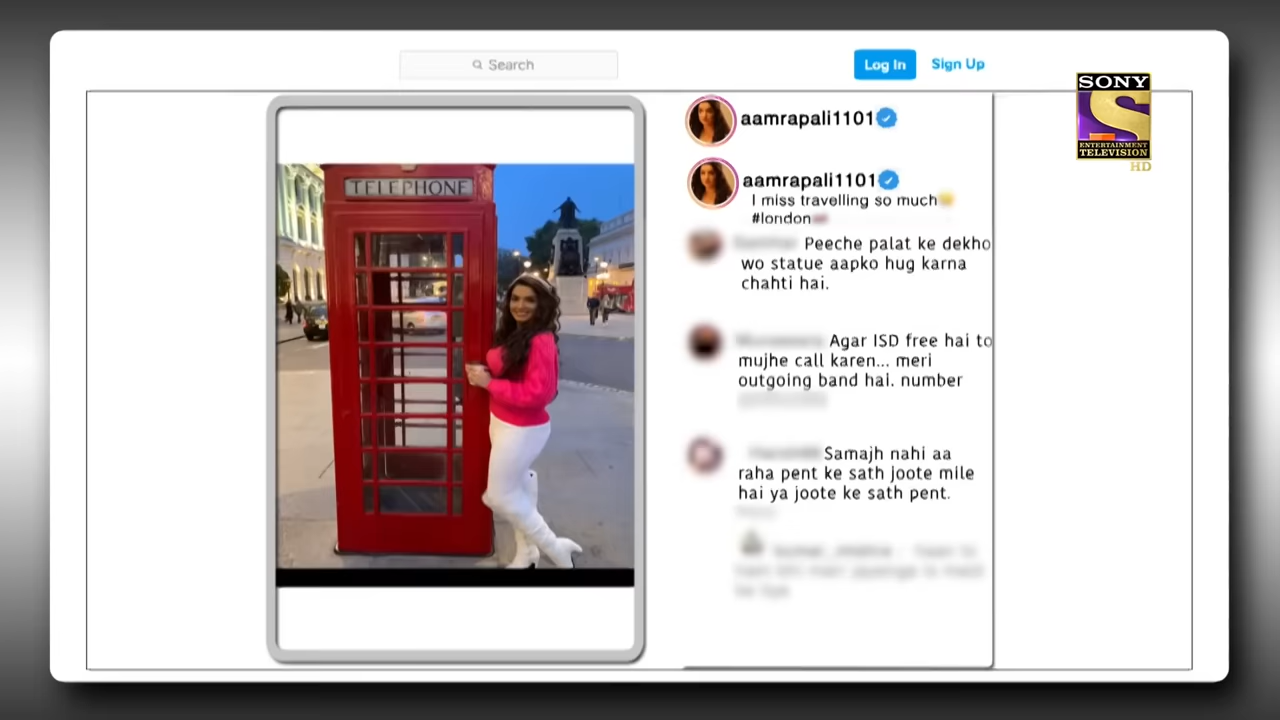 Search
Log In
Sign Up
SONY
ENTERTAINMENT
TELEVISION
HD
aamrapali1101
aamrapali1101
I miss travelling so much
#london
TELEPHONE
Peeche palat ke dekho
wo statue aapko hug karna
chahti hai.
Agar ISD free hai to
mujhe call karen... meri
outgoing band hai. number
Samajh nahi aa
raha pent ke sath joote mile
hai ya joote ke sath pent.